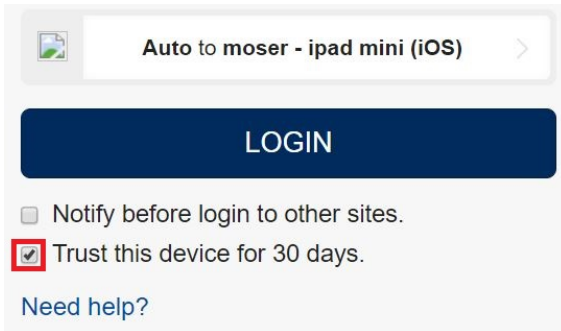 Auto to moser - ipad mini (iOS)
LOGIN
Notify before login to other sites.
Trust this device for 30 days.
Need help?